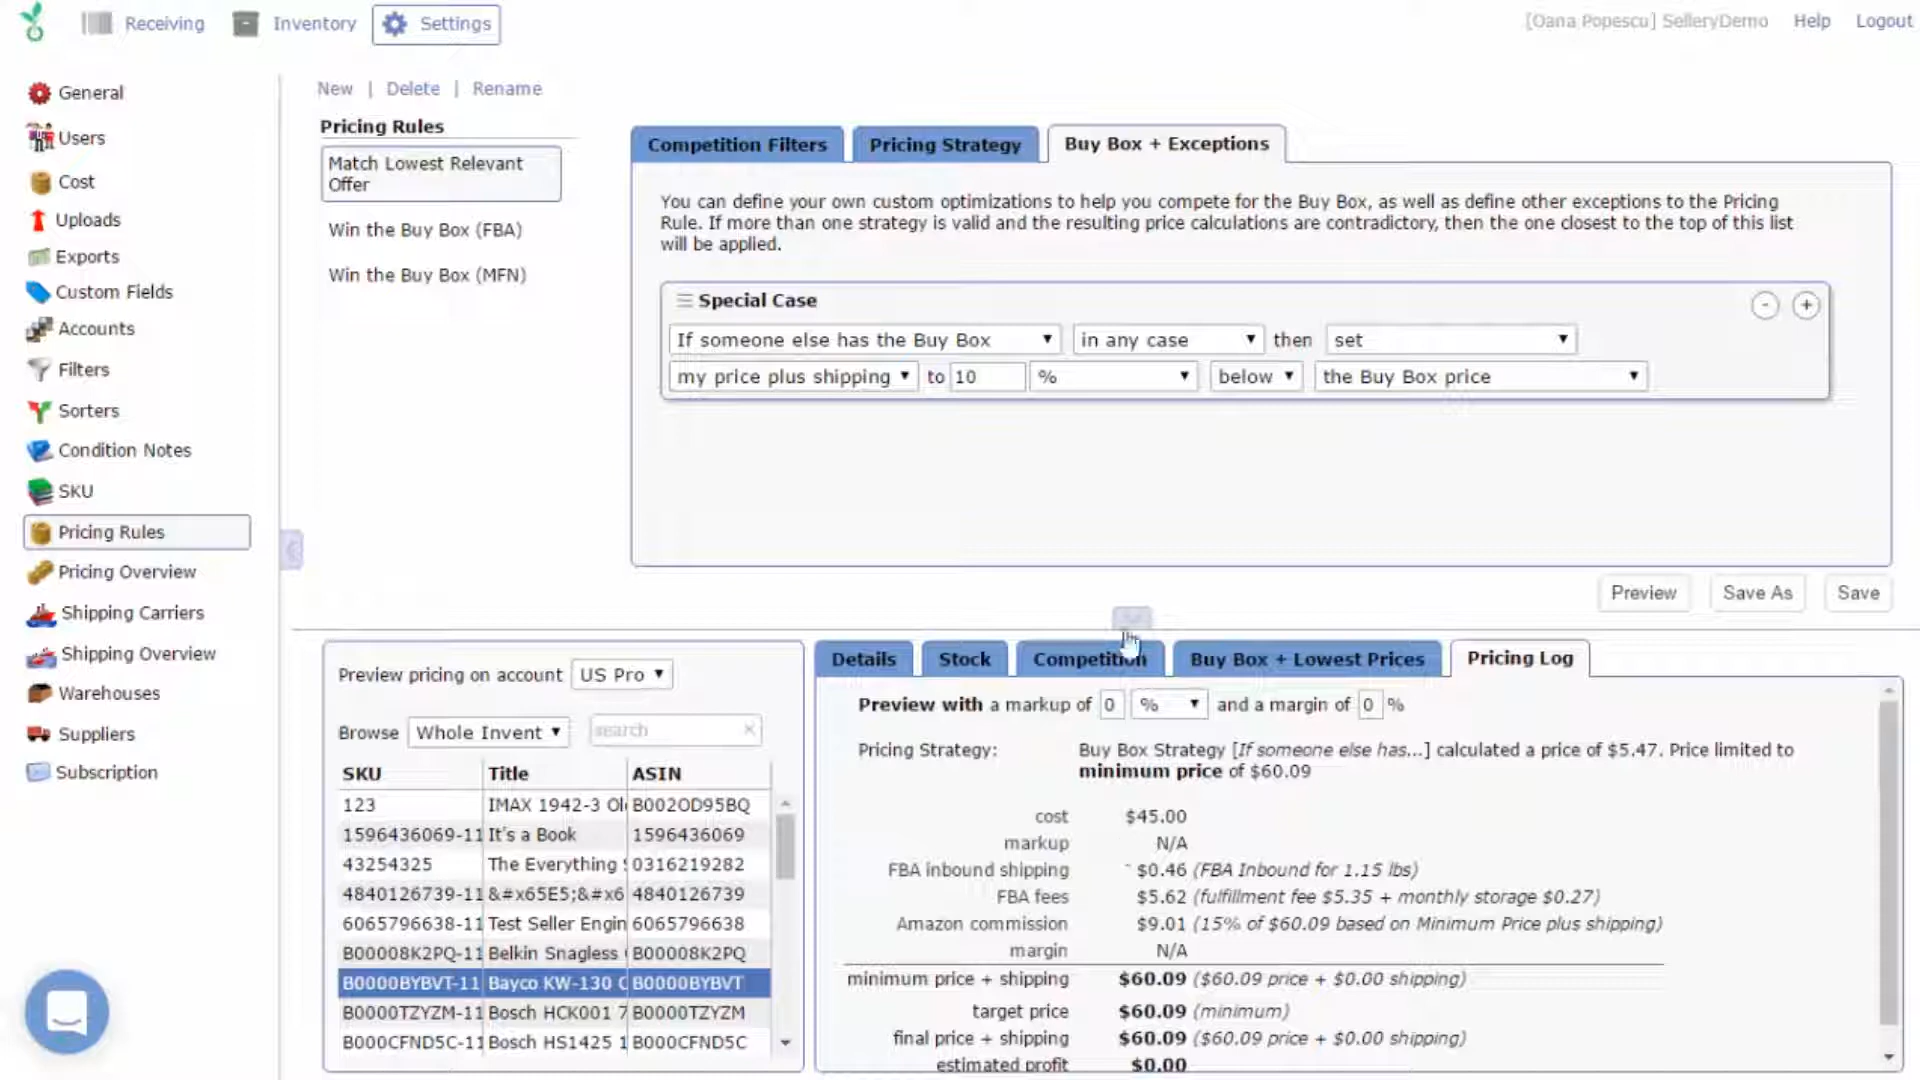 Receiving
Inventory
Settings
[Oana Popescu] SelleryDemo
Help
Logout
General
Users
Cost
Uploads
Exports
Custom Fields
Accounts
Filters
Sorters
Condition Notes
SKU
Pricing Rules
Pricing Overview
Shipping Carriers
Shipping Overview
Warehouses
Suppliers
Subscription
New | Delete | Rename
Pricing Rules
Match Lowest Relevant
Offer
Win the Buy Box (FBA)
Win the Buy Box (MFN)
Competition Filters
Pricing Strategy
Buy Box + Exceptions
You can define your own custom optimizations to help you compete for the Buy Box, as well as define other exceptions to the Pricing
Rule. If more than one strategy is valid and the resulting price calculations are contradictory, then the one closest to the top of this list
will be applied.
Special Case
- +
If someone else has the Buy Box in any case then set
my price plus shipping to 10 % below the Buy Box price
Preview
Save As
Save
Preview pricing on account US Pro
Browse Whole Invent search
SKU Title ASIN
123 IMAX 1942-3 Ol B002OD95BQ
1596436069-11 It's a Book 1596436069
43254325 The Everything 0316219282
4840126739-11 &#x65E5;&#x6 4840126739
6065796638-11 Test Seller Engin 6065796638
B00008K2PQ-11 Belkin Snagless B00008K2PQ
B0000BYBVT-11 Bayco KW-130 B0000BYBVT
B0000TZYZM-11 Bosch HCK001 7 B0000TZYZM
B000CFND5C-11 Bosch HS1425 1 B000CFND5C
Details
Stock
Competition
Buy Box + Lowest Prices
Pricing Log
Preview with a markup of 0 % and a margin of 0 %
Pricing Strategy: Buy Box Strategy [If someone else has...] calculated a price of $5.47. Price limited to
minimum price of $60.09
cost $45.00
markup N/A
FBA inbound shipping $0.46 (FBA Inbound for 1.15 lbs)
FBA fees $5.62 (fulfillment fee $5.35 + monthly storage $0.27)
Amazon commission $9.01 (15% of $60.09 based on Minimum Price plus shipping)
margin N/A
minimum price + shipping $60.09 ($60.09 price + $0.00 shipping)
target price $60.09 (minimum)
final price + shipping $60.09 ($60.09 price + $0.00 shipping)
estimated profit $0.00